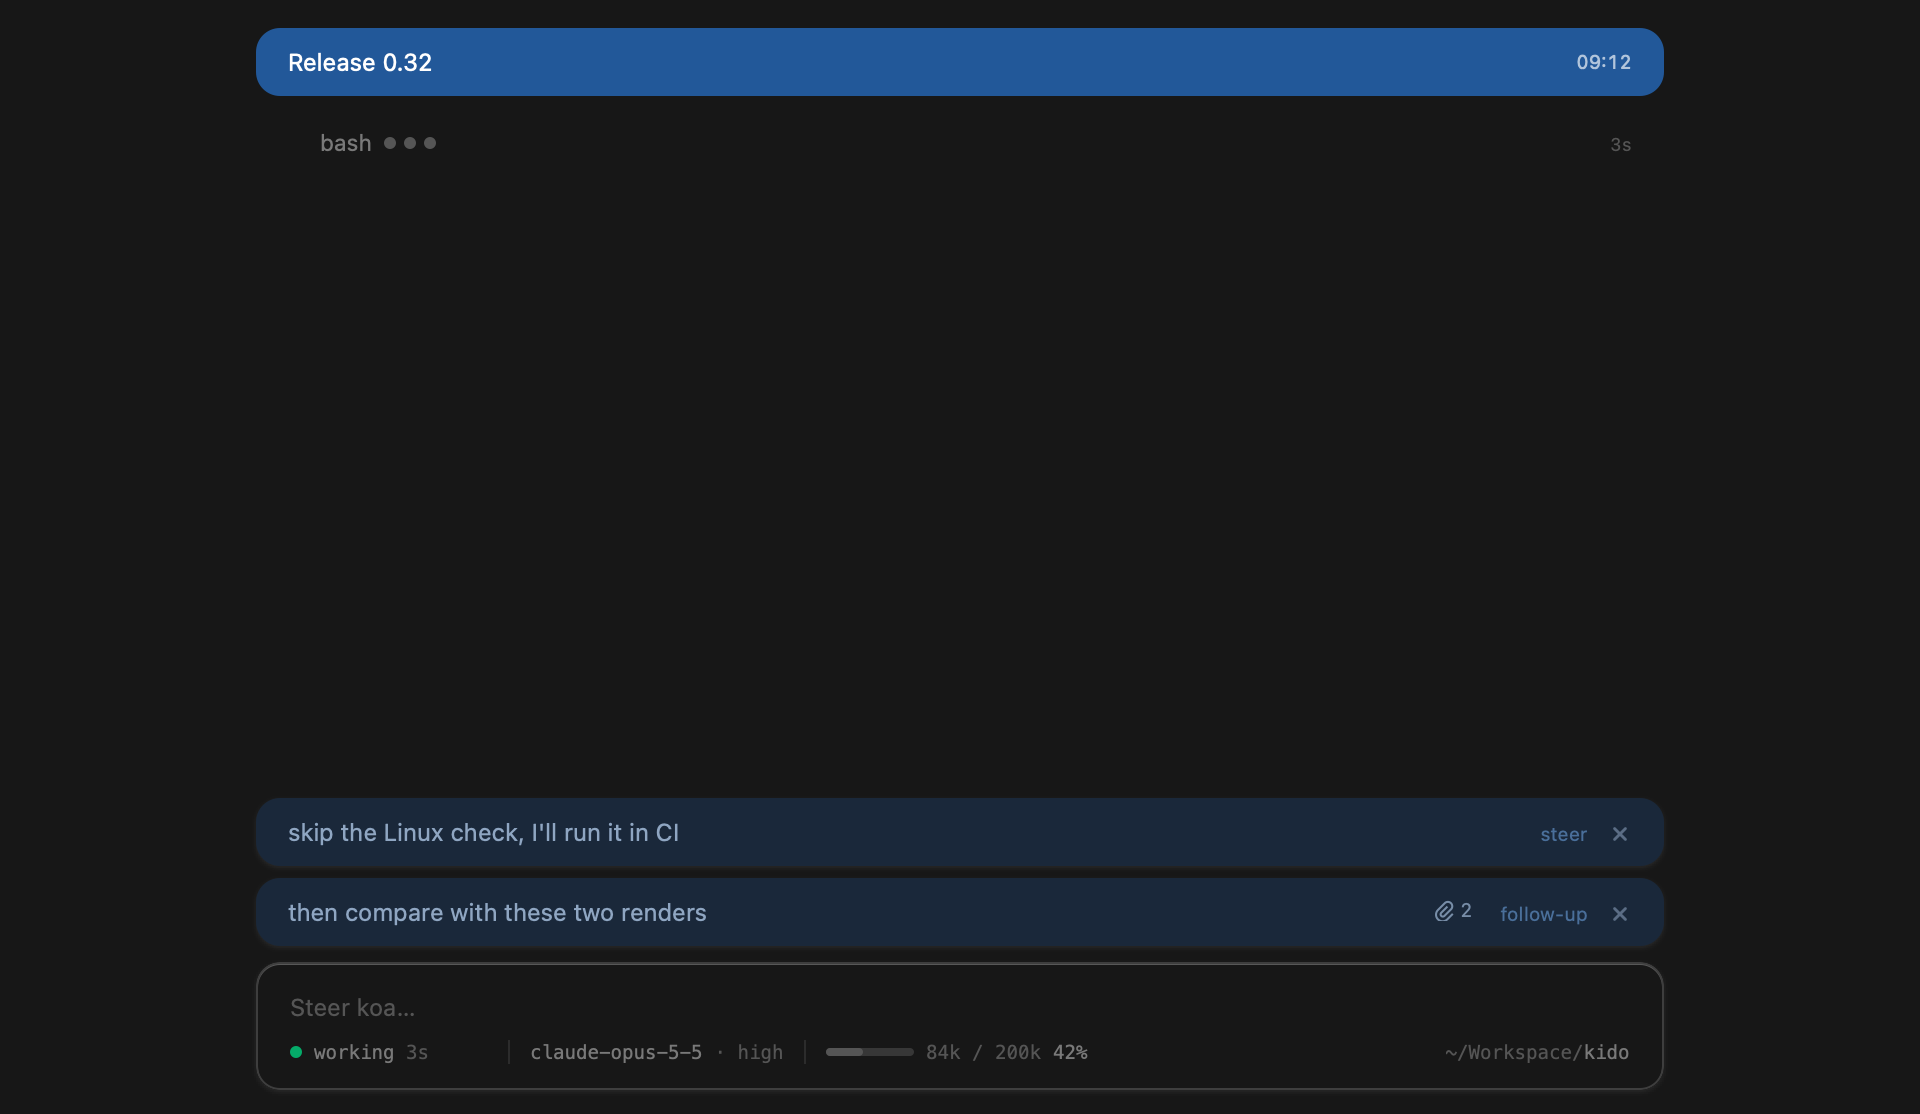 Release 0.32 09:12
bash 3s
skip the Linux check, I'll run it in CI steer
then compare with these two renders 2 follow-up
Steer koa...
working 3s claude-opus-5-5 · high 84k / 200k 42% ~/Workspace/kido